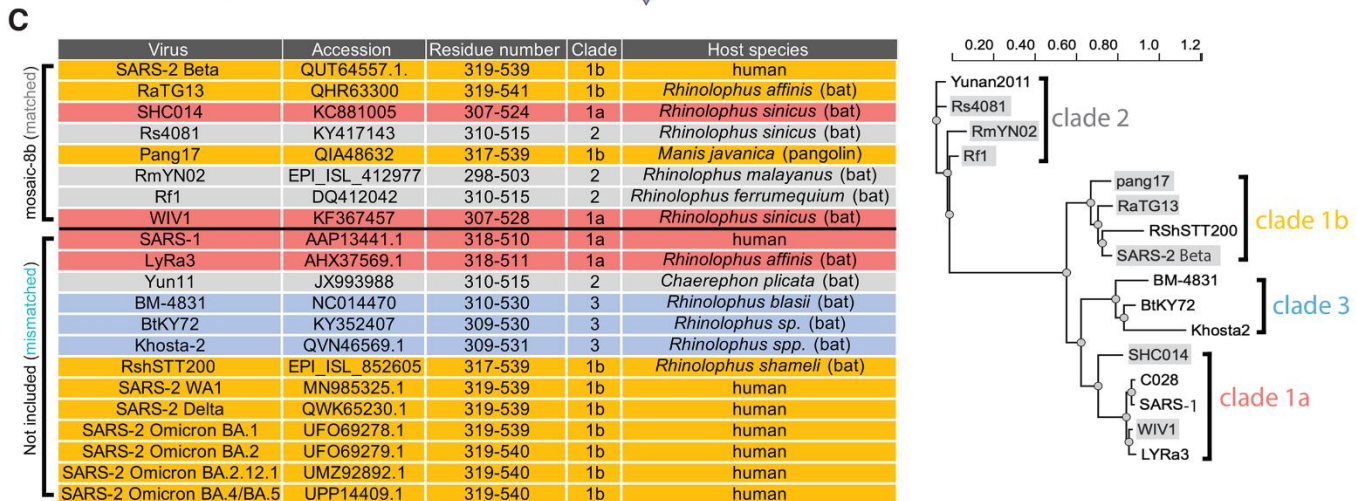 C
Virus Accession Residue number Clade Host species
mosaic-8b (matched)
SARS-2 Beta QUT64557.1. 319-539 1b human
RaTG13 QHR63300 319-541 1b Rhinolophus affinis (bat)
SHC014 KC881005 307-524 1a Rhinolophus sinicus (bat)
Rs4081 KY417143 310-515 2 Rhinolophus sinicus (bat)
Pang17 QIA48632 317-539 1b Manis javanica (pangolin)
RmYN02 EPI_ISL_412977 298-503 2 Rhinolophus malayanus (bat)
Rf1 DQ412042 310-515 2 Rhinolophus ferrumequium (bat)
WIV1 KF367457 307-528 1a Rhinolophus sinicus (bat)
Not included (mismatched)
SARS-1 AAP13441.1 318-510 1a human
LyRa3 AHX37569.1 318-511 1a Rhinolophus affinis (bat)
Yun11 JX993988 310-515 2 Chaerephon plicata (bat)
BM-4831 NC014470 310-530 3 Rhinolophus blasii (bat)
BtKY72 KY352407 309-530 3 Rhinolophus sp. (bat)
Khosta-2 QVN46569.1 309-531 3 Rhinolophus spp. (bat)
RshSTT200 EPI_ISL_852605 317-539 1b Rhinolophus shameli (bat)
SARS-2 WA1 MN985325.1 319-539 1b human
SARS-2 Delta QWK65230.1 319-539 1b human
SARS-2 Omicron BA.1 UFO69278.1 319-539 1b human
SARS-2 Omicron BA.2 UFO69279.1 319-540 1b human
SARS-2 Omicron BA.2.12.1 UMZ92892.1 319-540 1b human
SARS-2 Omicron BA.4/BA.5 UPP14409.1 319-540 1b human
0.20 0.40 0.60 0.80 1.0 1.2
Yunan2011
Rs4081
RmYN02
Rf1
clade 2
pang17
RaTG13
RShSTT200
SARS-2 Beta
clade 1b
BM-4831
BtKY72
Khosta2
clade 3
SHC014
C028
SARS-1
WIV1
LYRa3
clade 1a